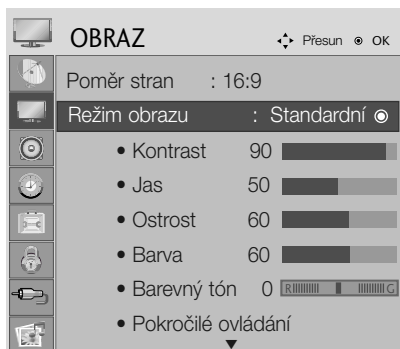 OBRAZ Přesun OK
Poměr stran : 16:9
Režim obrazu : Standardní
• Kontrast 90
• Jas 50
• Ostrost 60
• Barva 60
• Barevný tón 0 R G
• Pokročilé ovládání